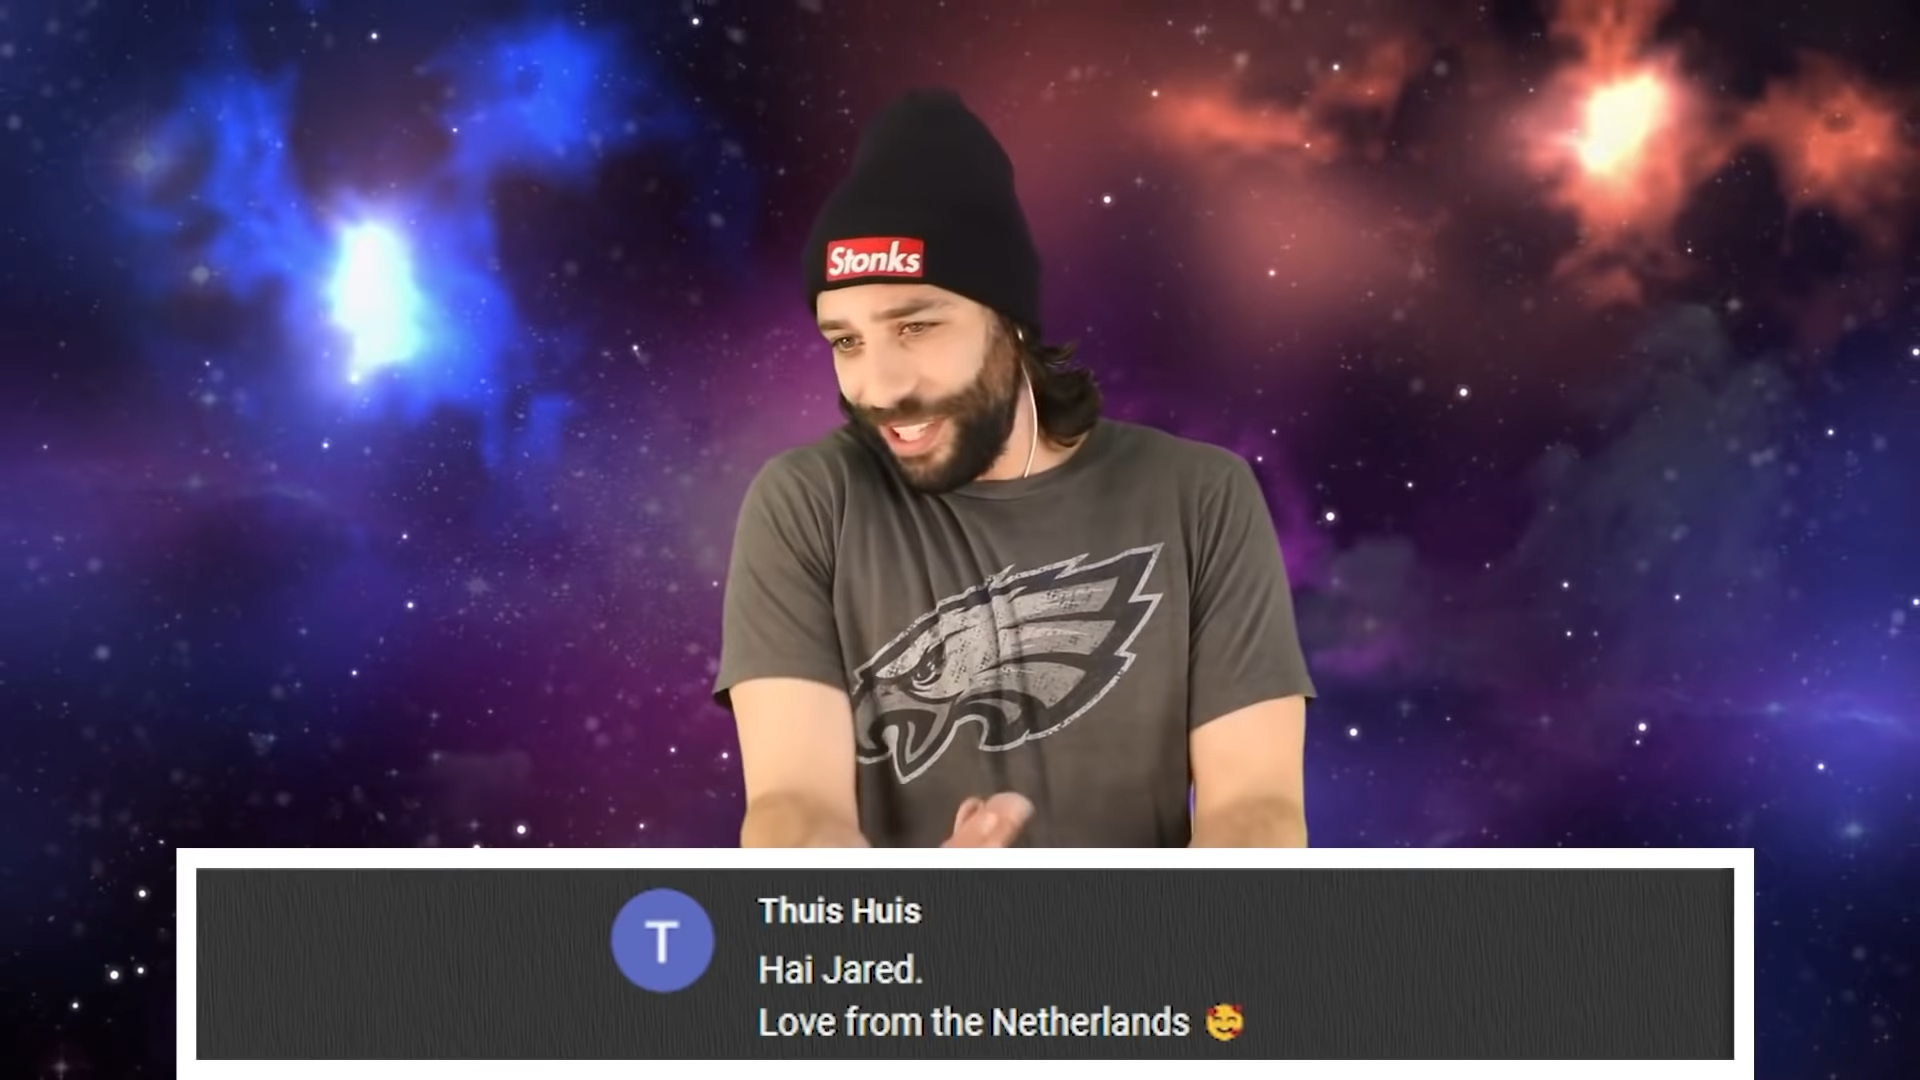 Stonks
T
Thuis Huis
Hai Jared.
Love from the Netherlands 🥰